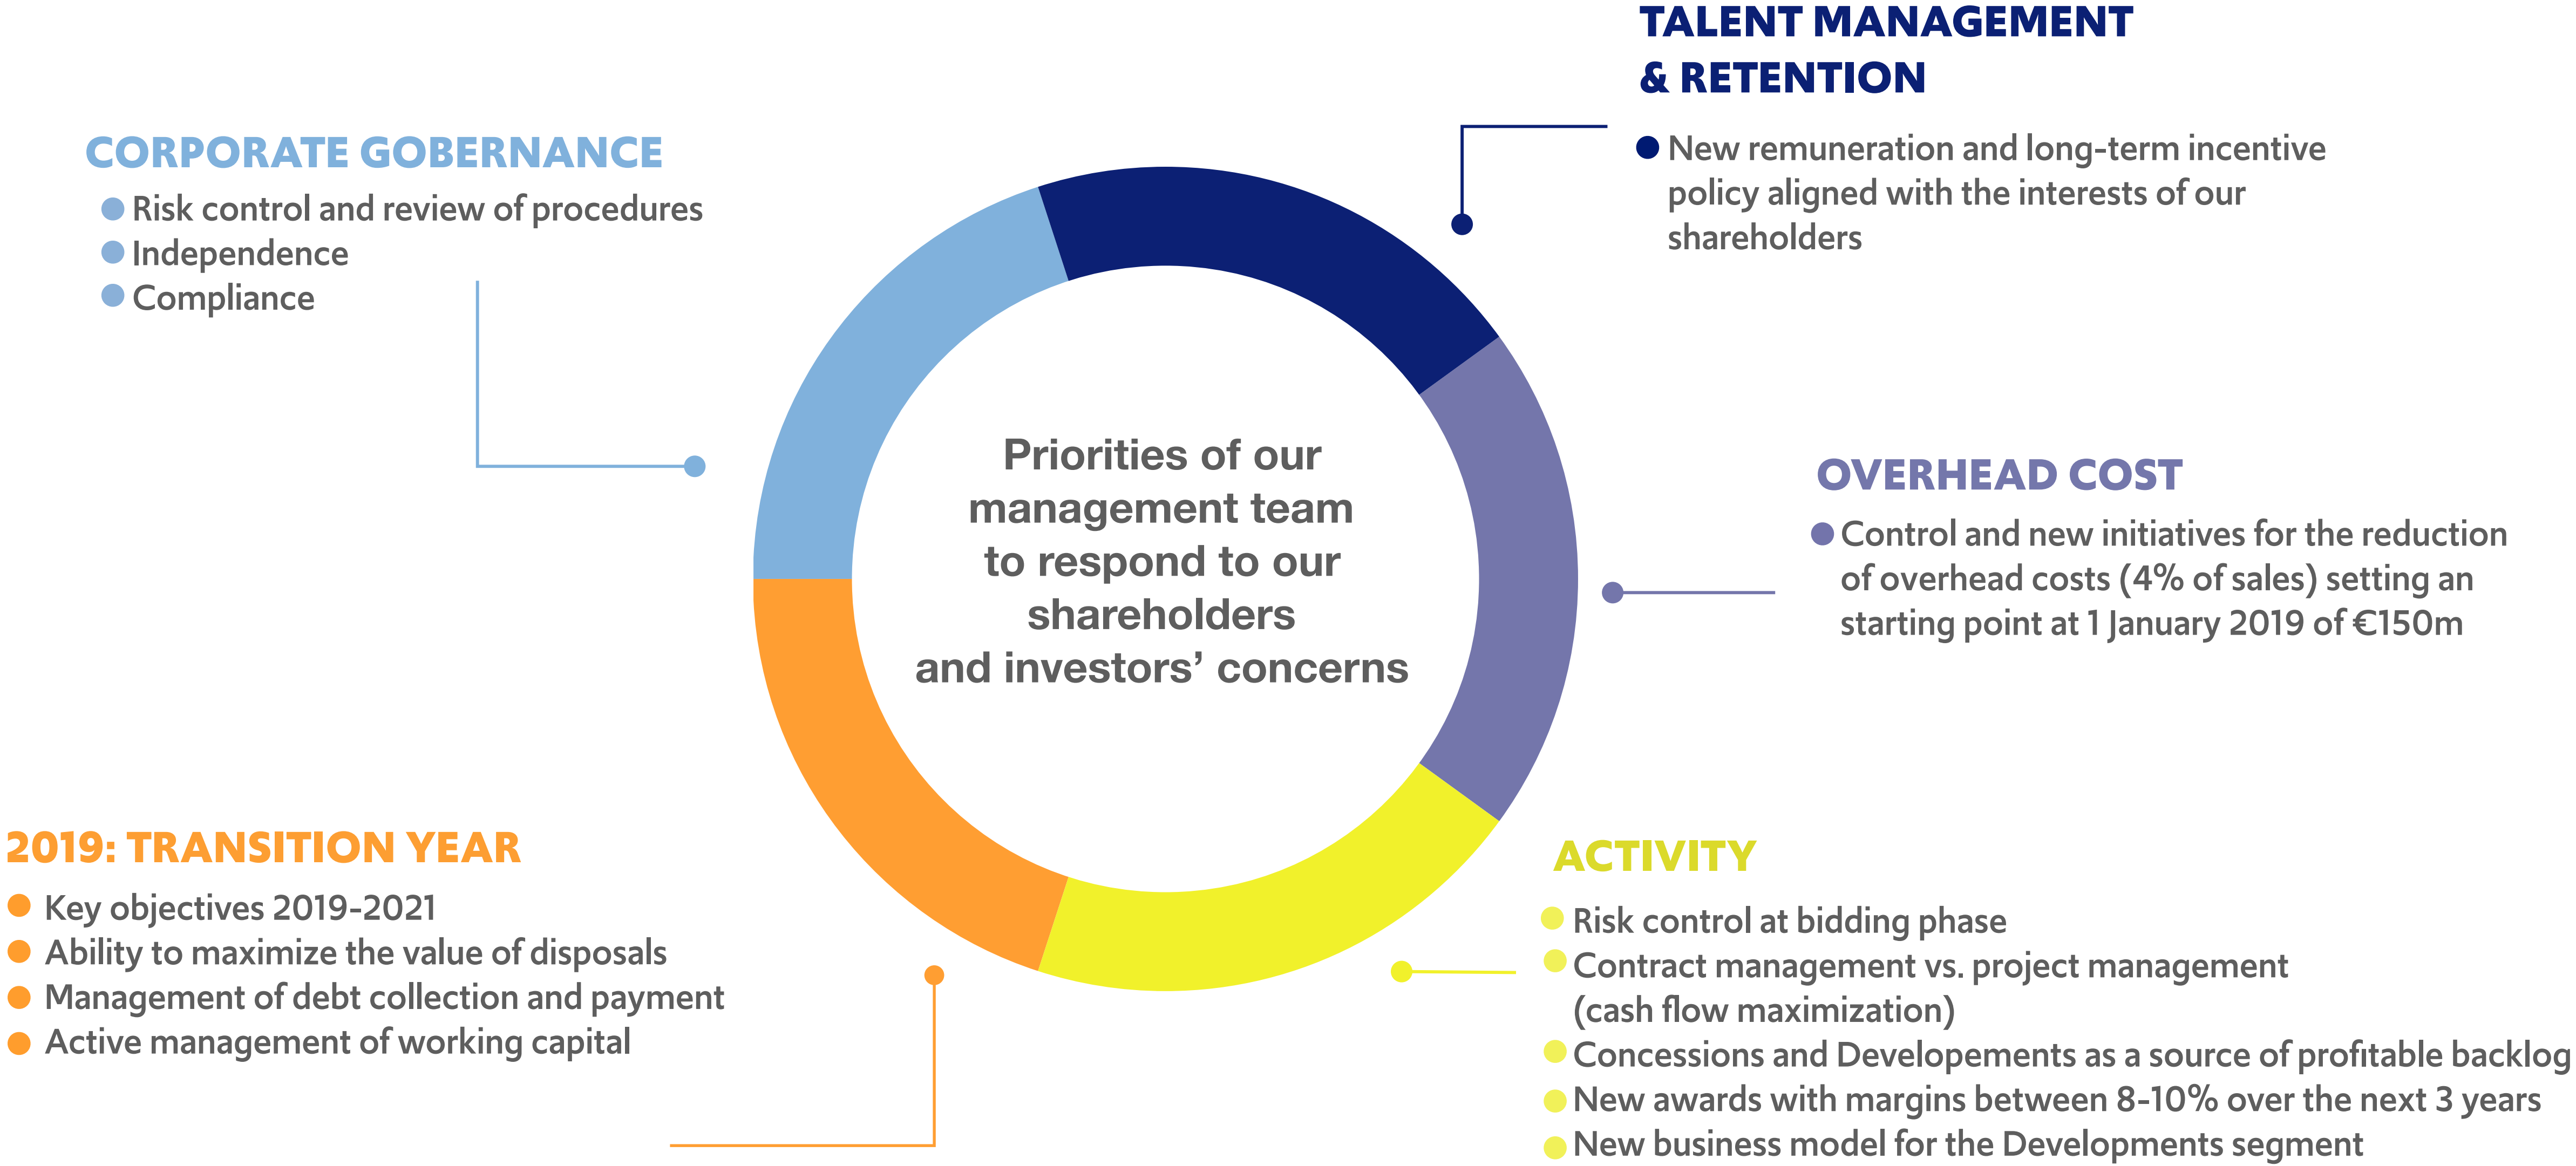 TALENT MANAGEMENT
& RETENTION
New remuneration and long-term incentive
policy aligned with the interests of our
shareholders
CORPORATE GOBERNANCE
Risk control and review of procedures
Independence
Compliance
Priorities of our
management team
to respond to our
shareholders
and investors’ concerns
OVERHEAD COST
Control and new initiatives for the reduction
of overhead costs (4% of sales) setting an
starting point at 1 January 2019 of €150m
2019: TRANSITION YEAR
Key objectives 2019-2021
Ability to maximize the value of disposals
Management of debt collection and payment
Active management of working capital
ACTIVITY
Risk control at bidding phase
Contract management vs. project management
(cash flow maximization)
Concessions and Developements as a source of profitable backlog
New awards with margins between 8-10% over the next 3 years
New business model for the Developments segment